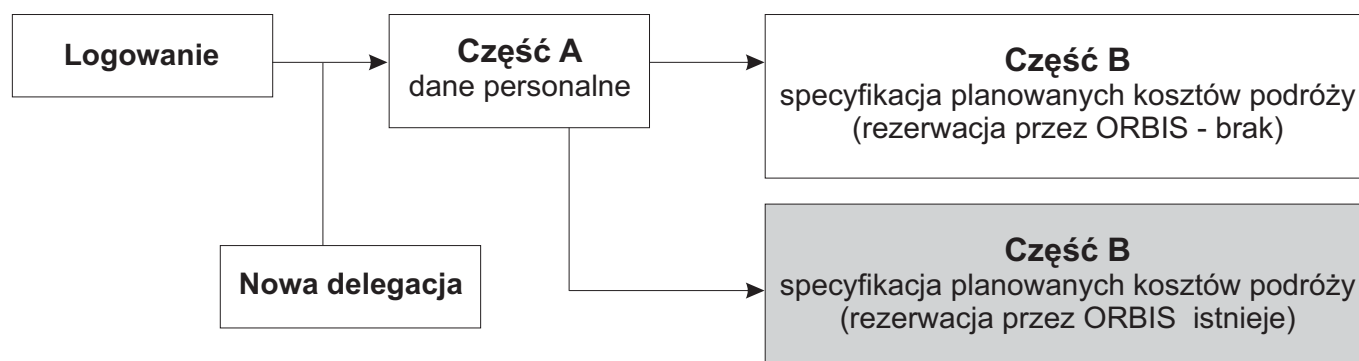 Logowanie
Część A
dane personalne
Część B
specyfikacja planowanych kosztów podróży
(rezerwacja przez ORBIS - brak)
Nowa delegacja
Część B
specyfikacja planowanych kosztów podróży
(rezerwacja przez ORBIS istnieje)